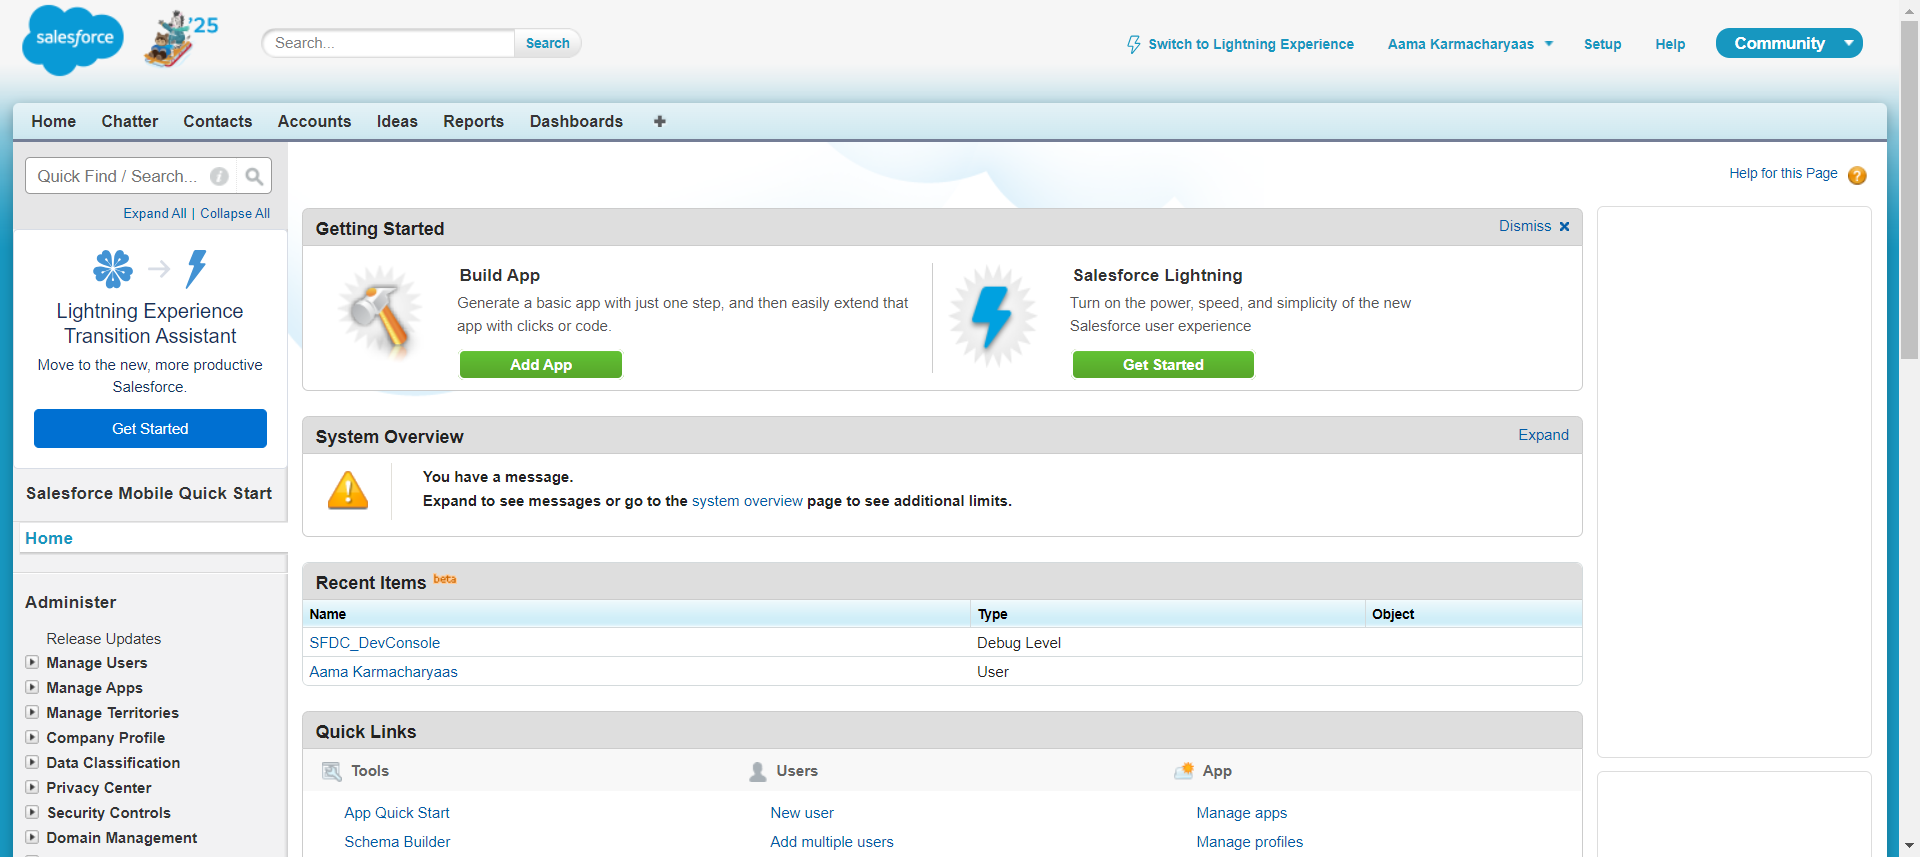 salesforce
'25
Search...
Search
Switch to Lightning Experience
Aama Karmacharyaas
Setup
Help
Community
Home
Chatter
Contacts
Accounts
Ideas
Reports
Dashboards
Quick Find / Search...
Expand All | Collapse All
Lightning Experience
Transition Assistant
Move to the new, more productive
Salesforce.
Get Started
Salesforce Mobile Quick Start
Home
Administer
Release Updates
Manage Users
Manage Apps
Manage Territories
Company Profile
Data Classification
Privacy Center
Security Controls
Domain Management
Help for this Page
Getting Started
Dismiss
Build App
Generate a basic app with just one step, and then easily extend that
app with clicks or code.
Add App
Salesforce Lightning
Turn on the power, speed, and simplicity of the new
Salesforce user experience
Get Started
System Overview
Expand
You have a message.
Expand to see messages or go to the system overview page to see additional limits.
Recent Items beta
Name Type Object
SFDC_DevConsole Debug Level
Aama Karmacharyaas User
Quick Links
Tools
Users
App
App Quick Start
New user
Manage apps
Schema Builder
Add multiple users
Manage profiles